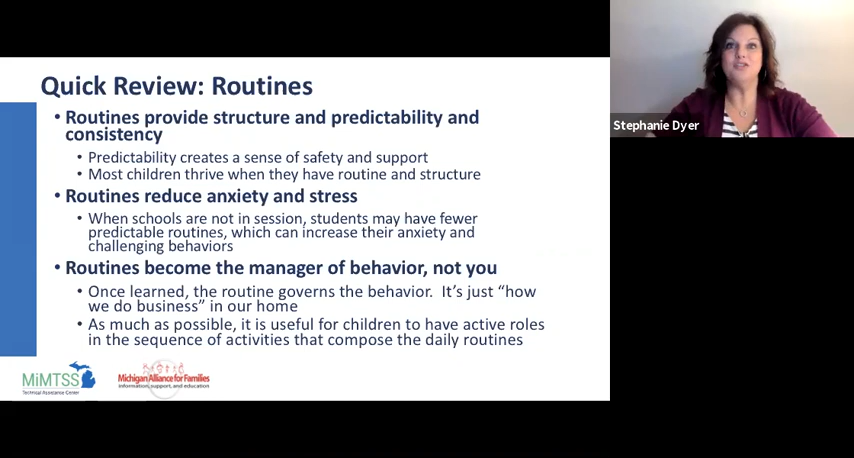 Quick Review: Routines
• Routines provide structure and predictability and
consistency
• Predictability creates a sense of safety and support
• Most children thrive when they have routine and structure
• Routines reduce anxiety and stress
• When schools are not in session, students may have fewer
predictable routines, which can increase their anxiety and
challenging behaviors
• Routines become the manager of behavior, not you
• Once learned, the routine governs the behavior.  It’s just “how
we do business” in our home
• As much as possible, it is useful for children to have active roles
in the sequence of activities that compose the daily routines
MiMTSS
Technical Assistance Center
Michigan Alliance for Families
information, support, and education
Stephanie Dyer